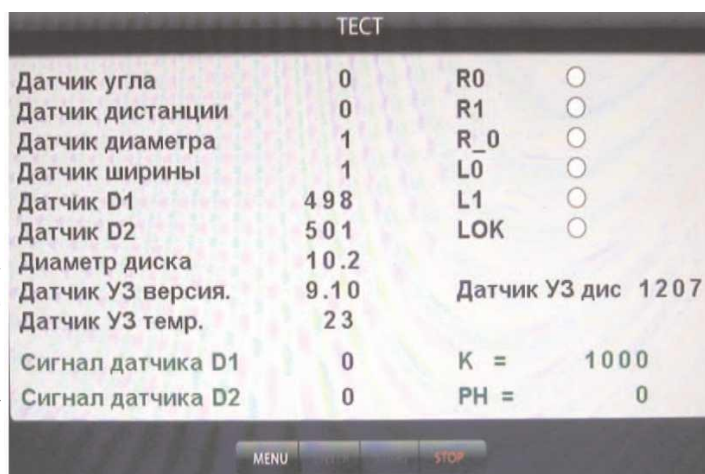 ТЕСТ
Датчик угла 0 R0
Датчик дистанции 0 R1
Датчик диаметра 1 R_0
Датчик ширины 1 L0
Датчик D1 498 L1
Датчик D2 501 LOK
Диаметр диска 10.2
Датчик УЗ версия. 9.10 Датчик УЗ дис 1207
Датчик УЗ темр. 23
Сигнал датчика D1 0 K = 1000
Сигнал датчика D2 0 PH = 0
MENU STOP